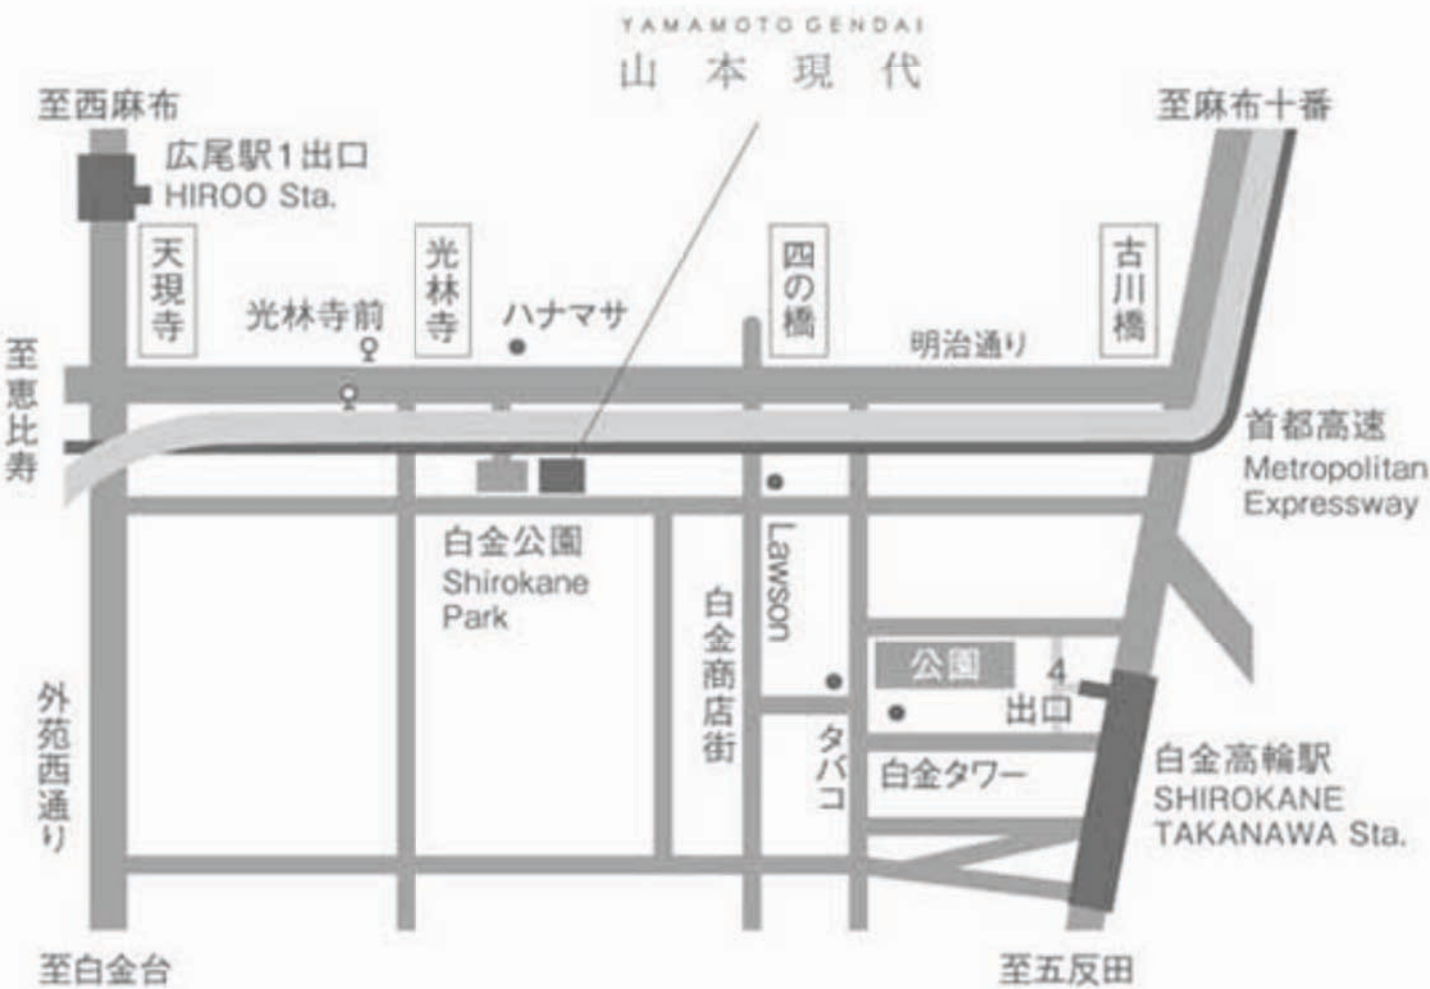 YAMAMOTO GENDAI
山本現代
至西麻布
至麻布十番
広尾駅1出口
HIROO Sta.
天現寺
光林寺
四の橋
古川橋
光林寺前
ハナマサ
明治通り
至恵比寿
首都高速
Metropolitan
Expressway
白金公園
Shirokane
Park
Lawson
白金商店街
公園
4
出口
外苑西通り
タバコ
白金タワー
白金高輪駅
SHIROKANE
TAKANAWA Sta.
至白金台
至五反田